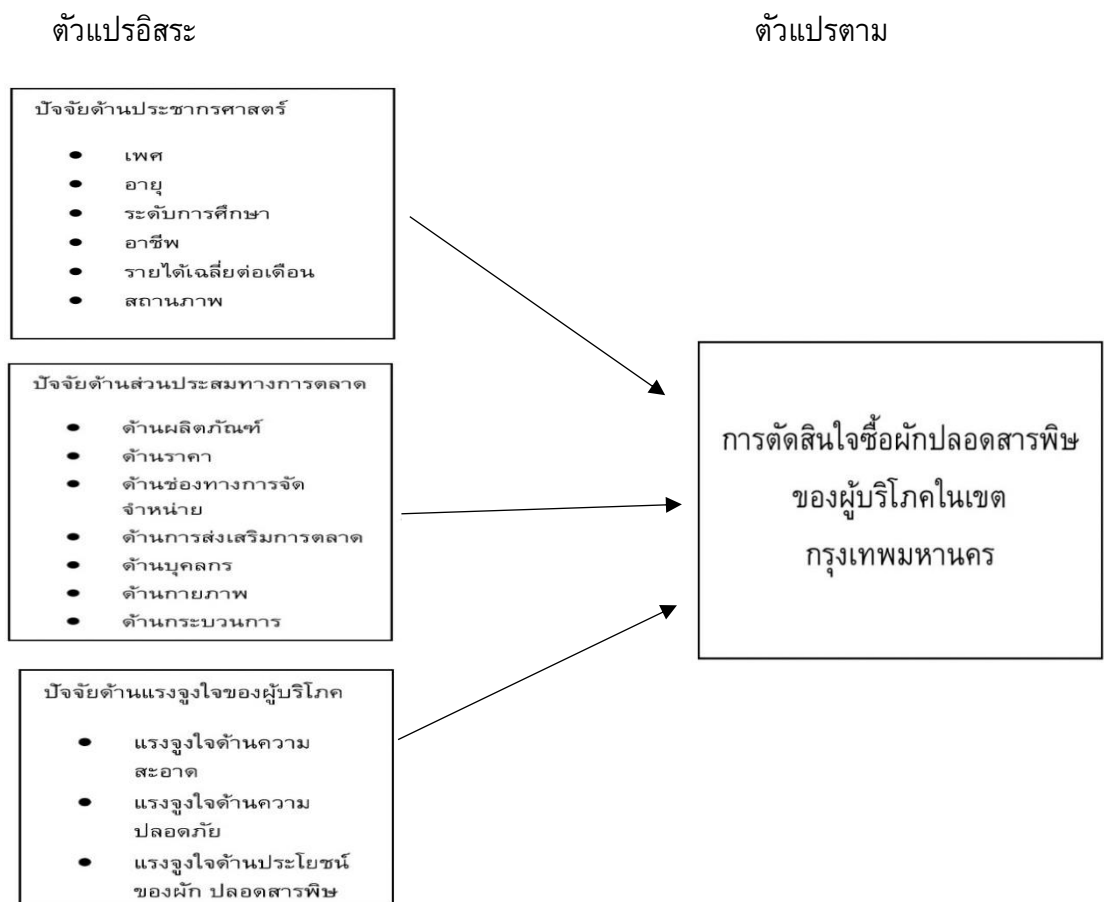 ตัวแปรอิสระ
ตัวแปรตาม
ปัจจัยด้านประชากรศาสตร์
● เพศ
● อายุ
● ระดับการศึกษา
● อาชีพ
● รายได้เฉลี่ยต่อเดือน
● สถานภาพ
ปัจจัยด้านส่วนประสมทางการตลาด
● ด้านผลิตภัณฑ์
● ด้านราคา
● ด้านช่องทางการจัด
จำหน่าย
● ด้านการส่งเสริมการตลาด
● ด้านบุคลกร
● ด้านกายภาพ
● ด้านกระบวนการ
ปัจจัยด้านแรงจูงใจของผู้บริโภค
● แรงจูงใจด้านความ
สะอาด
● แรงจูงใจด้านความ
ปลอดภัย
● แรงจูงใจด้านประโยชน์
ของผัก ปลอดสารพิษ
การตัดสินใจซื้อผักปลอดสารพิษ
ของผู้บริโภคในเขต
กรุงเทพมหานคร